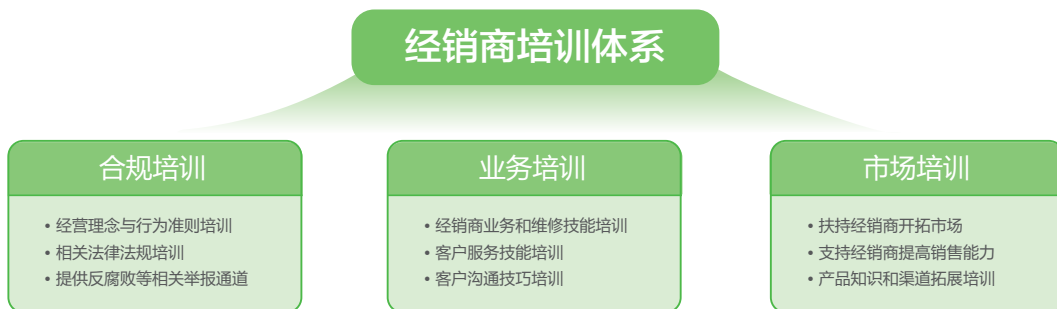 经销商培训体系
合规培训
• 经营理念与行为准则培训
• 相关法律法规培训
• 提供反腐败等相关举报通道
业务培训
• 经销商业务和维修技能培训
• 客户服务技能培训
• 客户沟通技巧培训
市场培训
• 扶持经销商开拓市场
• 支持经销商提高销售能力
• 产品知识和渠道拓展培训